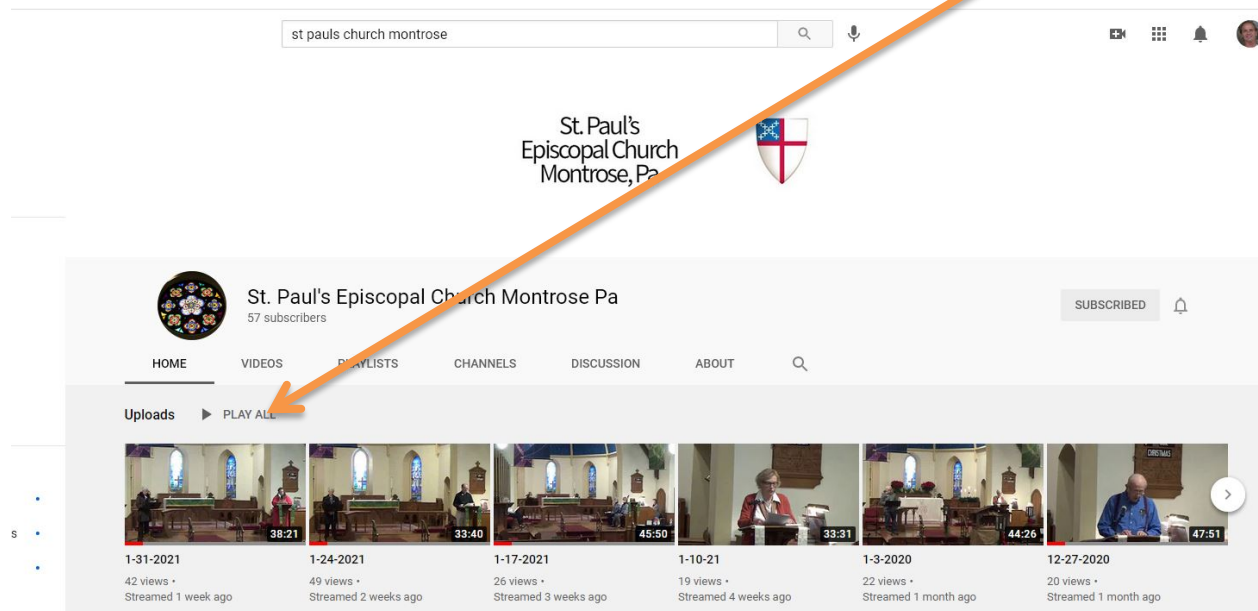 st pauls church montrose
St. Paul's
Episcopal Church
Montrose, Pa
St. Paul's Episcopal Church Montrose Pa
57 subscribers
SUBSCRIBED
HOME VIDEOS PLAYLISTS CHANNELS DISCUSSION ABOUT
Uploads PLAY ALL
38:21 33:40 45:50 33:31 44:26 CHRISTMAS 47:51
1-31-2021 1-24-2021 1-17-2021 1-10-21 1-3-2020 12-27-2020
42 views • 49 views • 26 views • 19 views • 22 views • 20 views •
Streamed 1 week ago Streamed 2 weeks ago Streamed 3 weeks ago Streamed 4 weeks ago Streamed 1 month ago Streamed 1 month ago
s